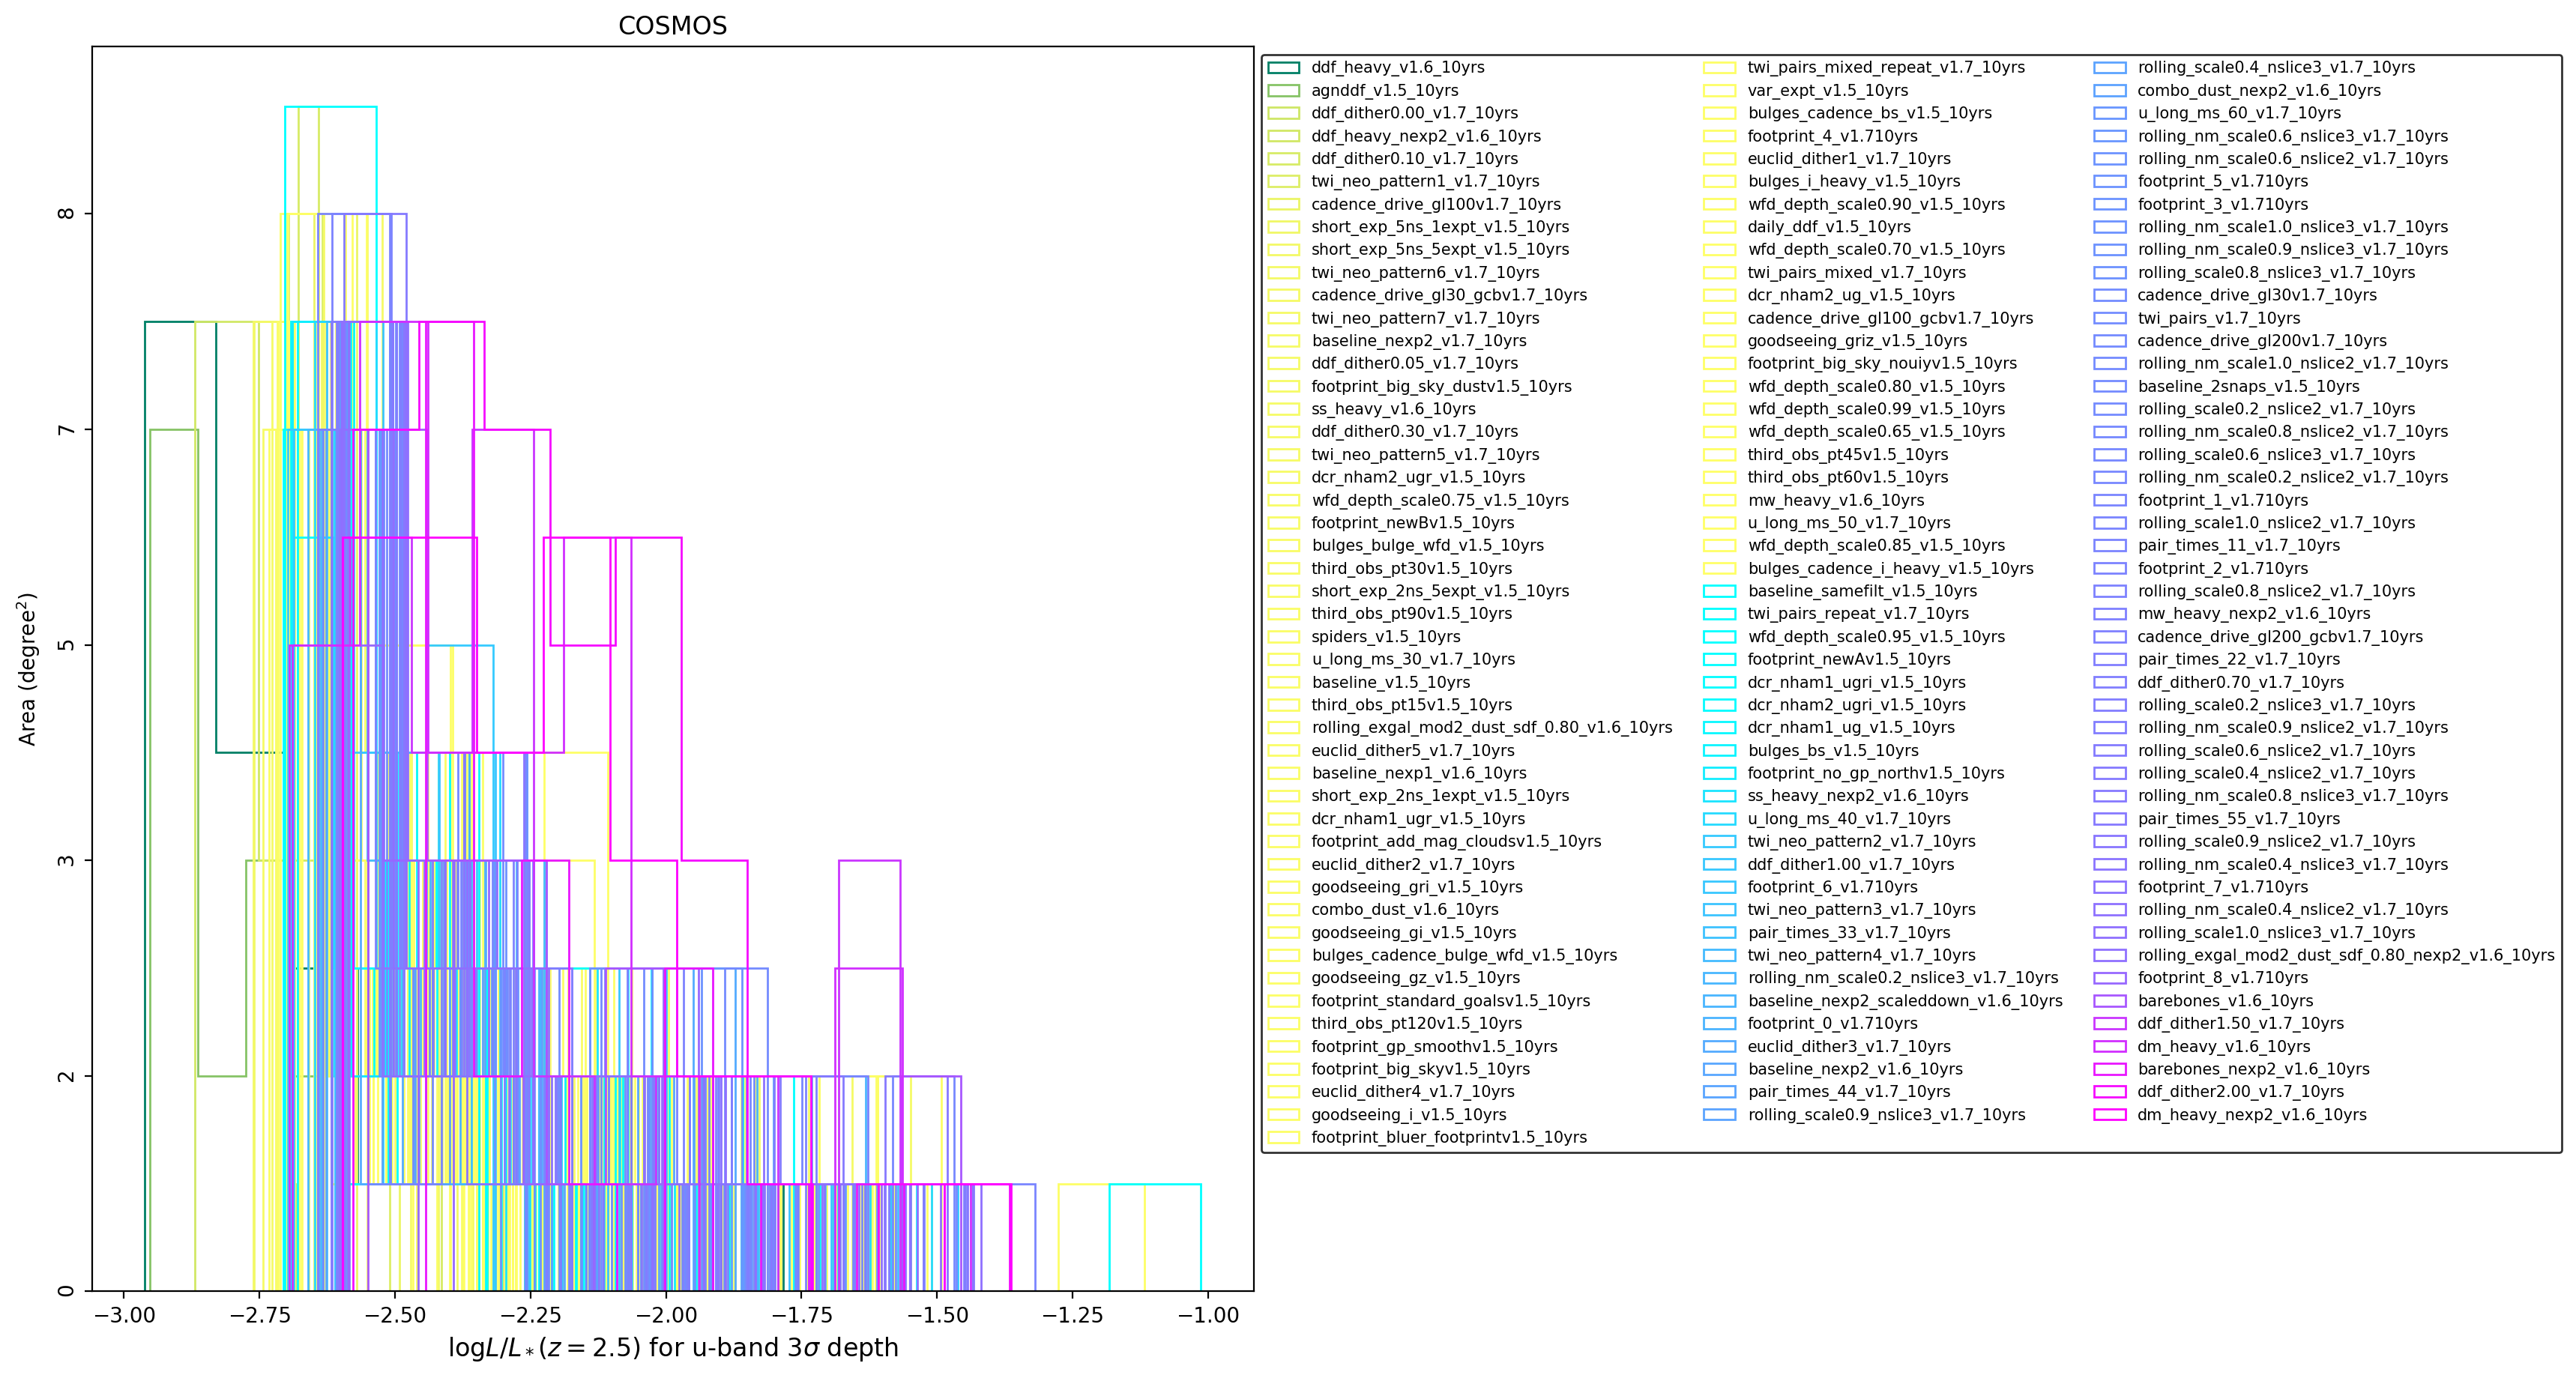 COSMOS
Area (degree²)
8
7
5
3
2
0
−3.00 −2.75 −2.50 −2.25 −2.00 −1.75 −1.50 −1.25 −1.00
logL/L*(z = 2.5) for u-band 3σ depth
ddf_heavy_v1.6_10yrs
agnddf_v1.5_10yrs
ddf_dither0.00_v1.7_10yrs
ddf_heavy_nexp2_v1.6_10yrs
ddf_dither0.10_v1.7_10yrs
twi_neo_pattern1_v1.7_10yrs
cadence_drive_gl100v1.7_10yrs
short_exp_5ns_1expt_v1.5_10yrs
short_exp_5ns_5expt_v1.5_10yrs
twi_neo_pattern6_v1.7_10yrs
cadence_drive_gl30_gcbv1.7_10yrs
twi_neo_pattern7_v1.7_10yrs
baseline_nexp2_v1.7_10yrs
ddf_dither0.05_v1.7_10yrs
footprint_big_sky_dustv1.5_10yrs
ss_heavy_v1.6_10yrs
ddf_dither0.30_v1.7_10yrs
twi_neo_pattern5_v1.7_10yrs
dcr_nham2_ugr_v1.5_10yrs
wfd_depth_scale0.75_v1.5_10yrs
footprint_newBv1.5_10yrs
bulges_bulge_wfd_v1.5_10yrs
third_obs_pt30v1.5_10yrs
short_exp_2ns_5expt_v1.5_10yrs
third_obs_pt90v1.5_10yrs
spiders_v1.5_10yrs
u_long_ms_30_v1.7_10yrs
baseline_v1.5_10yrs
third_obs_pt15v1.5_10yrs
rolling_exgal_mod2_dust_sdf_0.80_v1.6_10yrs
euclid_dither5_v1.7_10yrs
baseline_nexp1_v1.6_10yrs
short_exp_2ns_1expt_v1.5_10yrs
dcr_nham1_ugr_v1.5_10yrs
footprint_add_mag_cloudsv1.5_10yrs
euclid_dither2_v1.7_10yrs
goodseeing_gri_v1.5_10yrs
combo_dust_v1.6_10yrs
goodseeing_gi_v1.5_10yrs
bulges_cadence_bulge_wfd_v1.5_10yrs
goodseeing_gz_v1.5_10yrs
footprint_standard_goalsv1.5_10yrs
third_obs_pt120v1.5_10yrs
footprint_gp_smoothv1.5_10yrs
footprint_big_skyv1.5_10yrs
euclid_dither4_v1.7_10yrs
goodseeing_i_v1.5_10yrs
footprint_bluer_footprintv1.5_10yrs
twi_pairs_mixed_repeat_v1.7_10yrs
var_expt_v1.5_10yrs
bulges_cadence_bs_v1.5_10yrs
footprint_4_v1.710yrs
euclid_dither1_v1.7_10yrs
bulges_i_heavy_v1.5_10yrs
wfd_depth_scale0.90_v1.5_10yrs
daily_ddf_v1.5_10yrs
wfd_depth_scale0.70_v1.5_10yrs
twi_pairs_mixed_v1.7_10yrs
dcr_nham2_ug_v1.5_10yrs
cadence_drive_gl100_gcbv1.7_10yrs
goodseeing_griz_v1.5_10yrs
footprint_big_sky_nouiyv1.5_10yrs
wfd_depth_scale0.80_v1.5_10yrs
wfd_depth_scale0.99_v1.5_10yrs
wfd_depth_scale0.65_v1.5_10yrs
third_obs_pt45v1.5_10yrs
third_obs_pt60v1.5_10yrs
mw_heavy_v1.6_10yrs
u_long_ms_50_v1.7_10yrs
wfd_depth_scale0.85_v1.5_10yrs
bulges_cadence_i_heavy_v1.5_10yrs
baseline_samefilt_v1.5_10yrs
twi_pairs_repeat_v1.7_10yrs
wfd_depth_scale0.95_v1.5_10yrs
footprint_newAv1.5_10yrs
dcr_nham1_ugri_v1.5_10yrs
dcr_nham2_ugri_v1.5_10yrs
dcr_nham1_ug_v1.5_10yrs
bulges_bs_v1.5_10yrs
footprint_no_gp_northv1.5_10yrs
ss_heavy_nexp2_v1.6_10yrs
u_long_ms_40_v1.7_10yrs
twi_neo_pattern2_v1.7_10yrs
ddf_dither1.00_v1.7_10yrs
footprint_6_v1.710yrs
twi_neo_pattern3_v1.7_10yrs
pair_times_33_v1.7_10yrs
twi_neo_pattern4_v1.7_10yrs
rolling_nm_scale0.2_nslice3_v1.7_10yrs
baseline_nexp2_scaleddown_v1.6_10yrs
footprint_0_v1.710yrs
euclid_dither3_v1.7_10yrs
baseline_nexp2_v1.6_10yrs
pair_times_44_v1.7_10yrs
rolling_scale0.9_nslice3_v1.7_10yrs
rolling_scale0.4_nslice3_v1.7_10yrs
combo_dust_nexp2_v1.6_10yrs
u_long_ms_60_v1.7_10yrs
rolling_nm_scale0.6_nslice3_v1.7_10yrs
rolling_nm_scale0.6_nslice2_v1.7_10yrs
footprint_5_v1.710yrs
footprint_3_v1.710yrs
rolling_nm_scale1.0_nslice3_v1.7_10yrs
rolling_nm_scale0.9_nslice3_v1.7_10yrs
rolling_scale0.8_nslice3_v1.7_10yrs
cadence_drive_gl30v1.7_10yrs
twi_pairs_v1.7_10yrs
cadence_drive_gl200v1.7_10yrs
rolling_nm_scale1.0_nslice2_v1.7_10yrs
baseline_2snaps_v1.5_10yrs
rolling_scale0.2_nslice2_v1.7_10yrs
rolling_nm_scale0.8_nslice2_v1.7_10yrs
rolling_scale0.6_nslice3_v1.7_10yrs
rolling_nm_scale0.2_nslice2_v1.7_10yrs
footprint_1_v1.710yrs
rolling_scale1.0_nslice2_v1.7_10yrs
pair_times_11_v1.7_10yrs
footprint_2_v1.710yrs
rolling_scale0.8_nslice2_v1.7_10yrs
mw_heavy_nexp2_v1.6_10yrs
cadence_drive_gl200_gcbv1.7_10yrs
pair_times_22_v1.7_10yrs
ddf_dither0.70_v1.7_10yrs
rolling_scale0.2_nslice3_v1.7_10yrs
rolling_nm_scale0.9_nslice2_v1.7_10yrs
rolling_scale0.6_nslice2_v1.7_10yrs
rolling_scale0.4_nslice2_v1.7_10yrs
rolling_nm_scale0.8_nslice3_v1.7_10yrs
pair_times_55_v1.7_10yrs
rolling_scale0.9_nslice2_v1.7_10yrs
rolling_nm_scale0.4_nslice3_v1.7_10yrs
footprint_7_v1.710yrs
rolling_nm_scale0.4_nslice2_v1.7_10yrs
rolling_scale1.0_nslice3_v1.7_10yrs
rolling_exgal_mod2_dust_sdf_0.80_nexp2_v1.6_10yrs
footprint_8_v1.710yrs
barebones_v1.6_10yrs
ddf_dither1.50_v1.7_10yrs
dm_heavy_v1.6_10yrs
barebones_nexp2_v1.6_10yrs
ddf_dither2.00_v1.7_10yrs
dm_heavy_nexp2_v1.6_10yrs